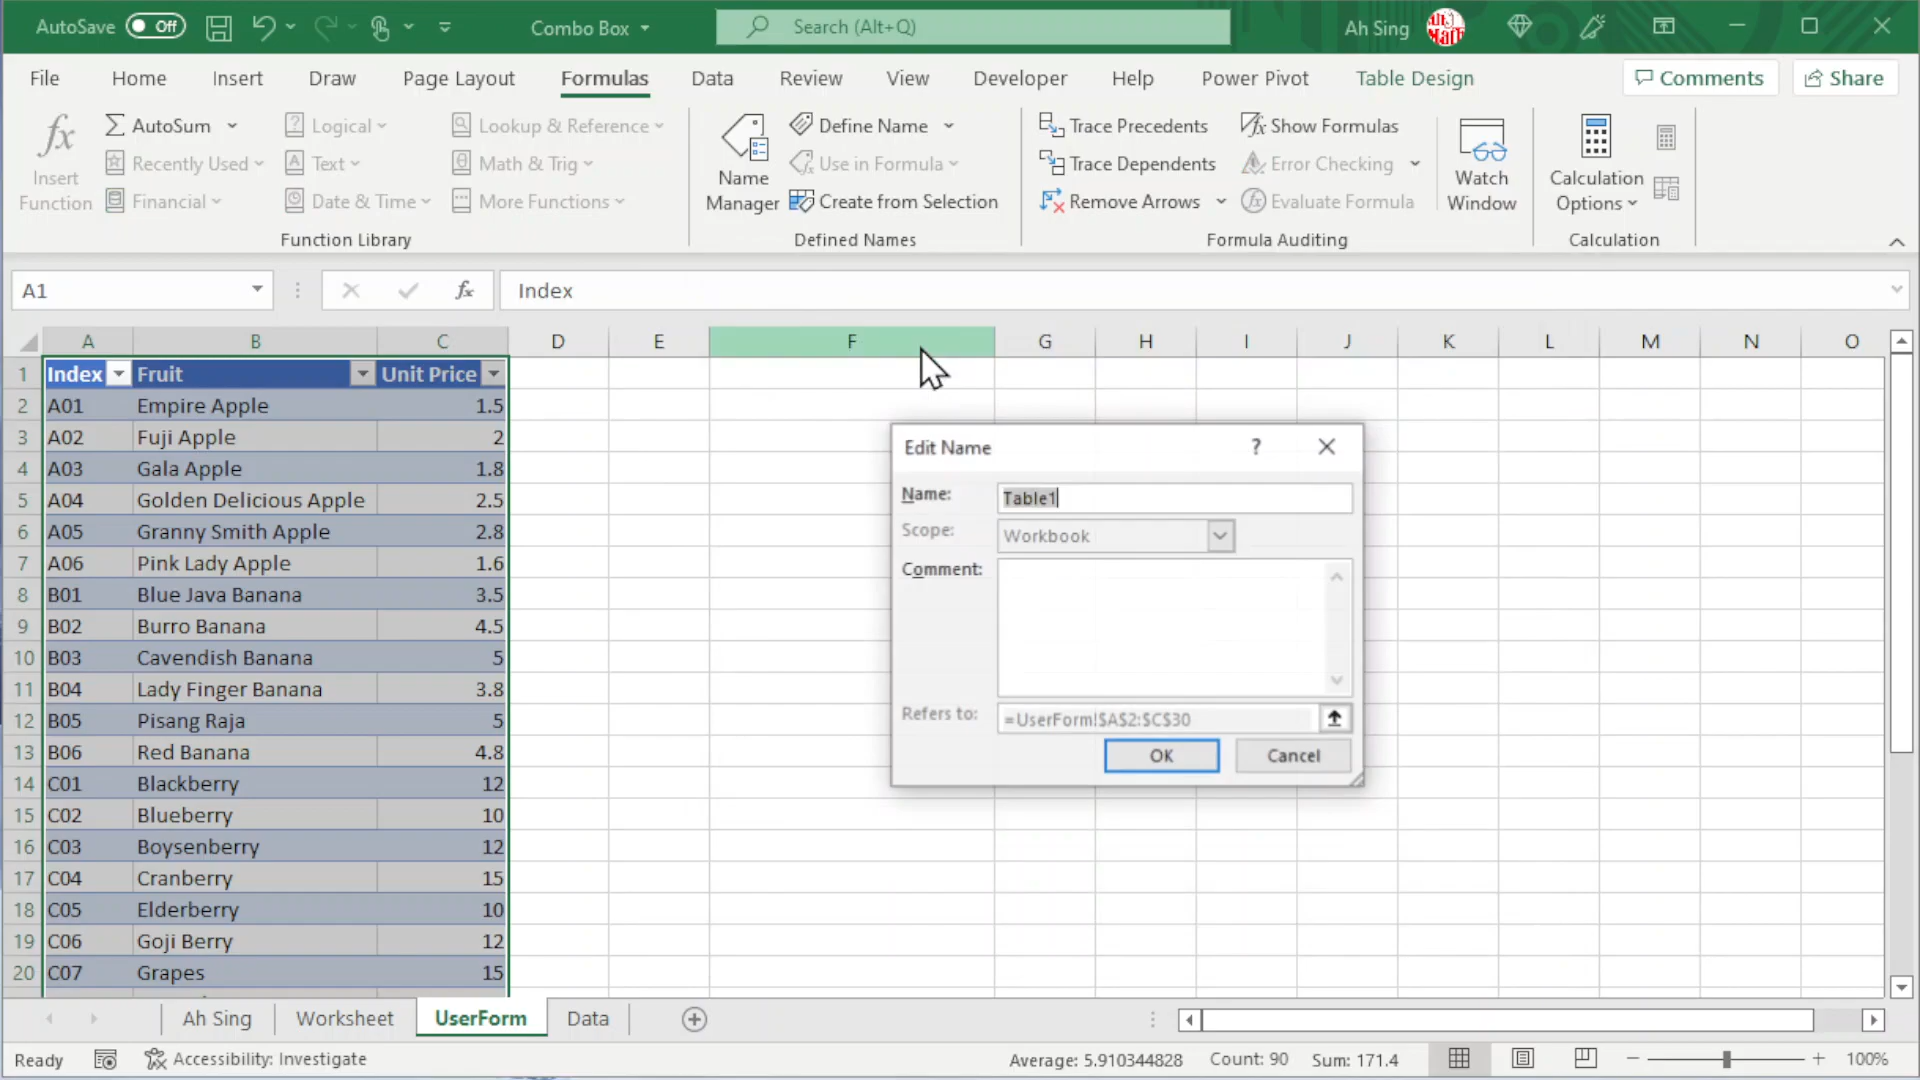 AutoSave Off Combo Box Search (Alt+Q) Ah Sing
File Home Insert Draw Page Layout Formulas Data Review View Developer Help Power Pivot Table Design Comments Share
fx Insert Function
AutoSum
Recently Used
Financial
Logical
Text
Date & Time
Lookup & Reference
Math & Trig
More Functions
Function Library
Name Manager
Define Name
Use in Formula
Create from Selection
Defined Names
Trace Precedents
Trace Dependents
Remove Arrows
Show Formulas
Error Checking
Evaluate Formula
Formula Auditing
Watch Window
Calculation Options
Calculation
A1 fx Index
A B C D E F G H I J K L M N O
1 Index Fruit Unit Price
2 A01 Empire Apple 1.5
3 A02 Fuji Apple 2
4 A03 Gala Apple 1.8
5 A04 Golden Delicious Apple 2.5
6 A05 Granny Smith Apple 2.8
7 A06 Pink Lady Apple 1.6
8 B01 Blue Java Banana 3.5
9 B02 Burro Banana 4.5
10 B03 Cavendish Banana 5
11 B04 Lady Finger Banana 3.8
12 B05 Pisang Raja 5
13 B06 Red Banana 4.8
14 C01 Blackberry 12
15 C02 Blueberry 10
16 C03 Boysenberry 12
17 C04 Cranberry 15
18 C05 Elderberry 10
19 C06 Goji Berry 12
20 C07 Grapes 15
Edit Name ?
Name: Table1
Scope: Workbook
Comment:
Refers to: =UserForm!$A$2:$C$30
OK Cancel
Ah Sing Worksheet UserForm Data
Ready Accessibility: Investigate Average: 5.910344828 Count: 90 Sum: 171.4 100%